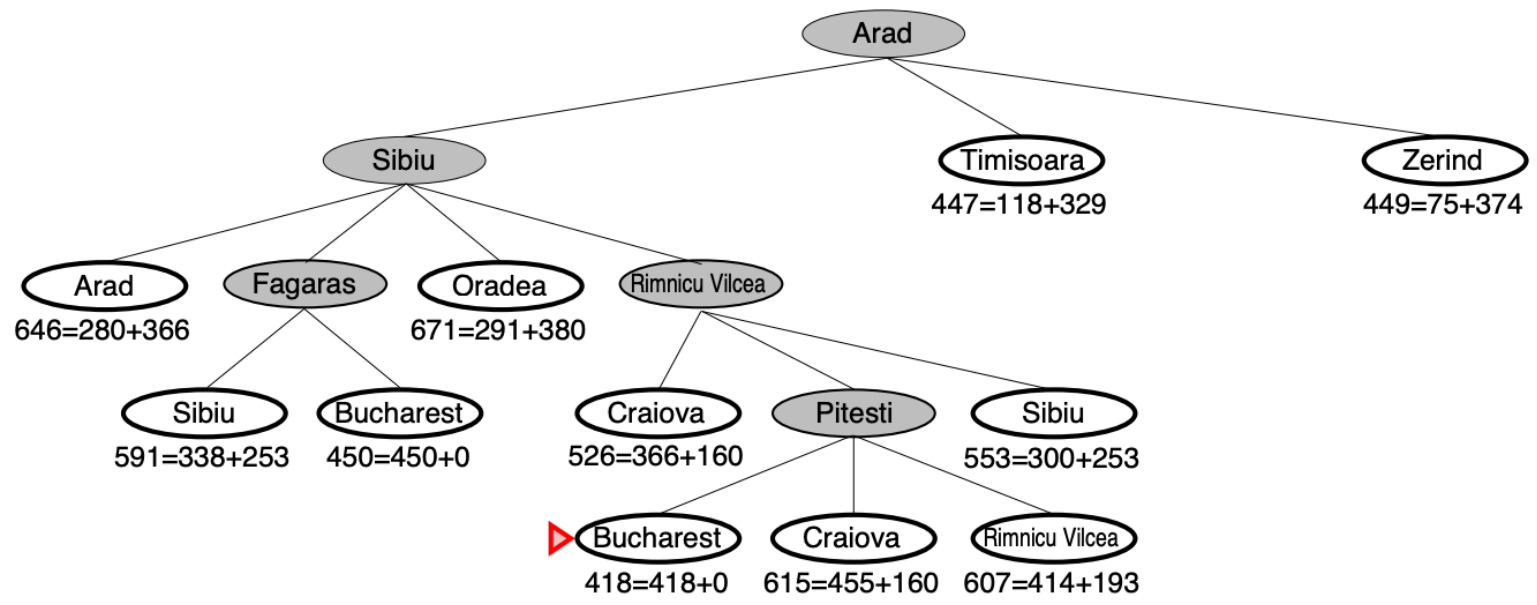 Arad
Sibiu
Timisoara
Zerind
447=118+329
449=75+374
Arad
Fagaras
Oradea
Rimnicu Vilcea
646=280+366
671=291+380
Sibiu
Bucharest
Craiova
Pitesti
Sibiu
591=338+253
450=450+0
526=366+160
553=300+253
Bucharest
Craiova
Rimnicu Vilcea
418=418+0
615=455+160
607=414+193